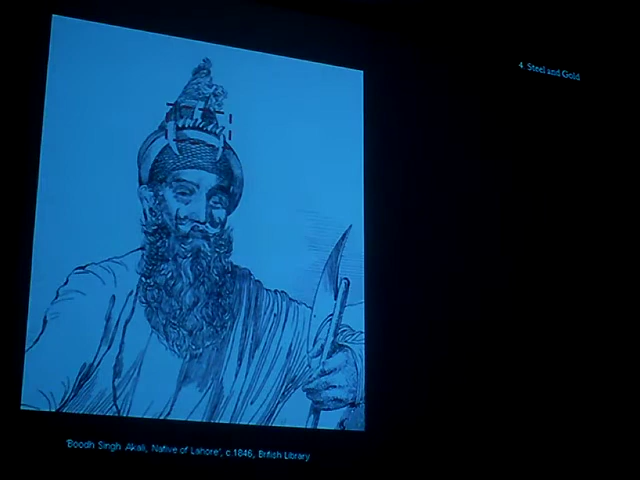 4 Steel and Gold
'Boodh Singh Akali, Native of Lahore', c.1846, British Library